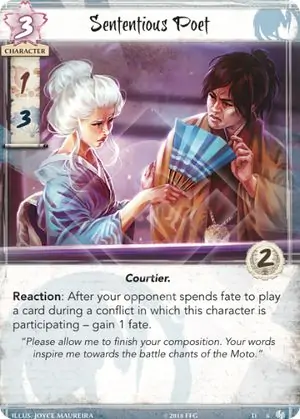 3
Sententious Poet
CHARACTER
1
3
2
Courtier.
Reaction: After your opponent spends fate to play
a card during a conflict in which this character is
participating – gain 1 fate.
“Please allow me to finish your composition. Your words
inspire me towards the battle chants of the Moto.”
ILLUS: JOYCE MAUREIRA
© 2018 FFG